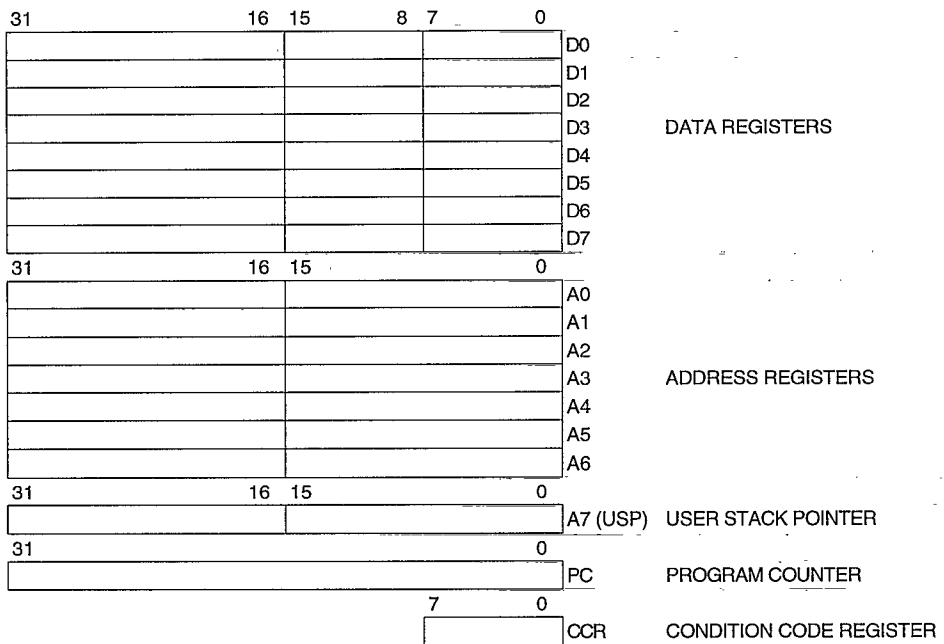 31 16 15 8 7 0
D0
D1
D2
D3 DATA REGISTERS
D4
D5
D6
D7
31 16 15 0
A0
A1
A2
A3 ADDRESS REGISTERS
A4
A5
A6
31 16 15 0
A7 (USP) USER STACK POINTER
31 0
PC PROGRAM COUNTER
7 0
CCR CONDITION CODE REGISTER